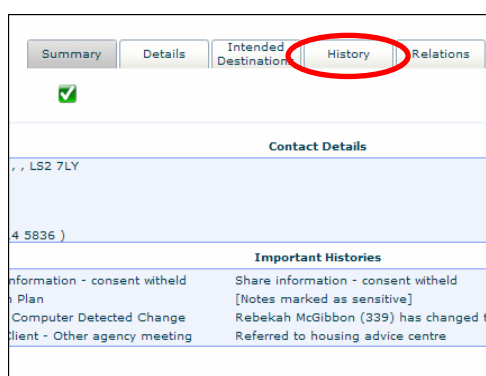 Summary Details Intended Destinations History Relations
Contact Details
, , LS2 7LY
4 5836 )
Important Histories
nformation - consent witheld Share information - consent witheld
Plan [Notes marked as sensitive]
Computer Detected Change Rebekah McGibbon (339) has changed
Client - Other agency meeting Referred to housing advice centre